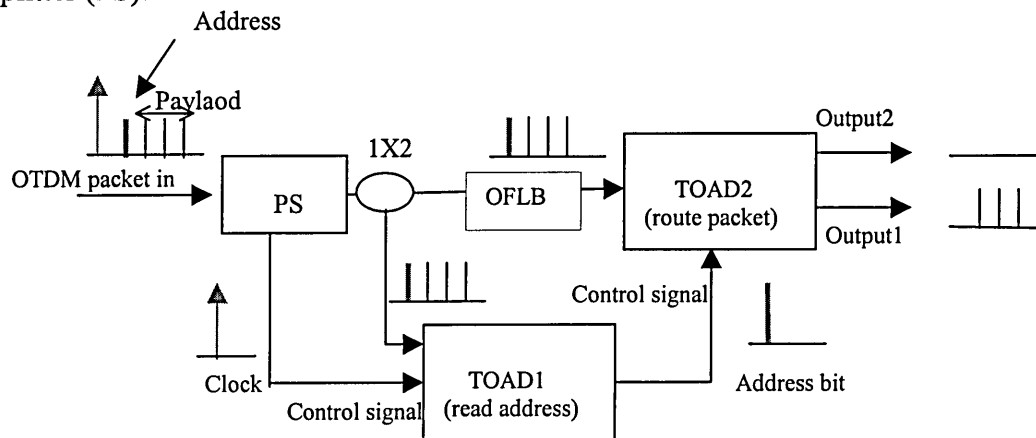 Address
Paylaod
OTDM packet in
PS
1X2
OFLB
TOAD2
(route packet)
Output2
Output1
Control signal
Clock
Control signal
TOAD1
(read address)
Address bit